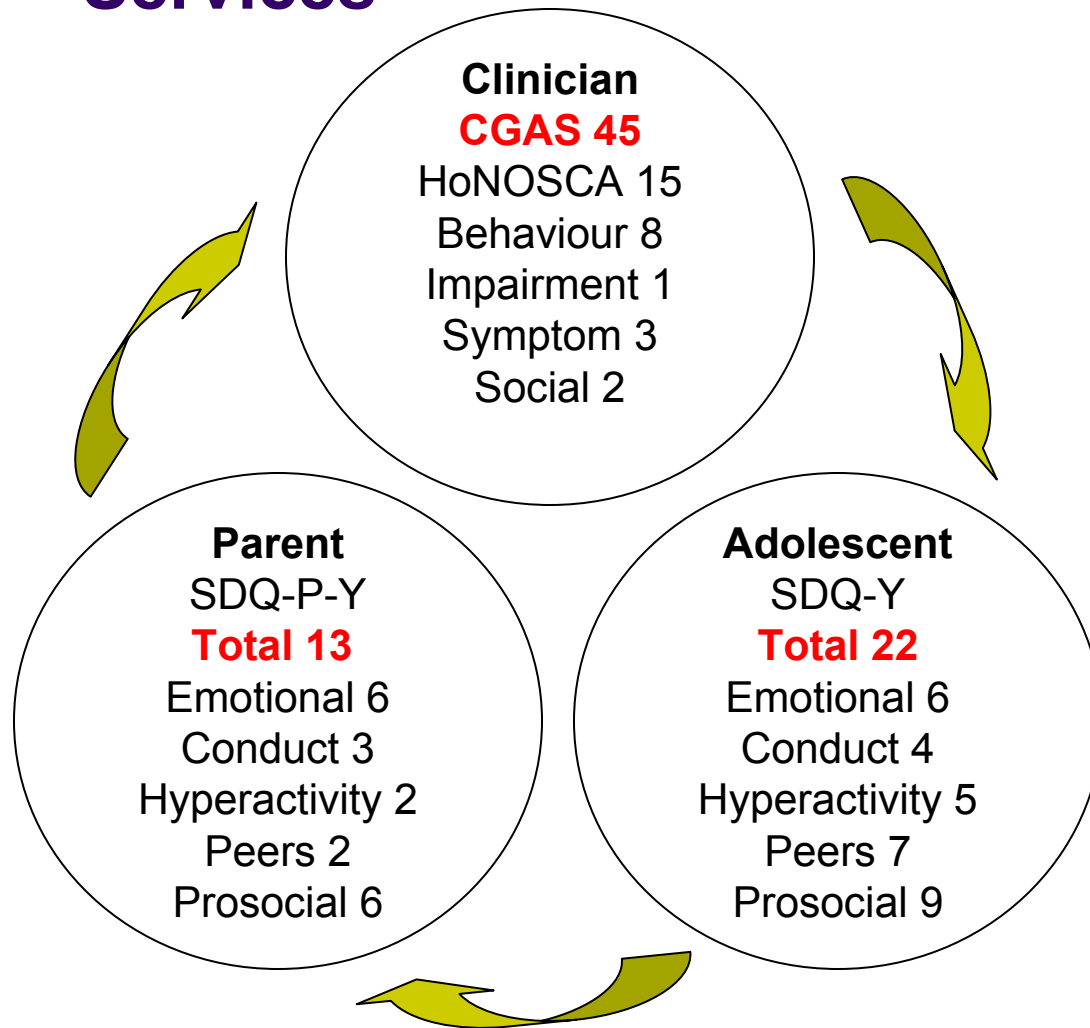 Services
Clinician
CGAS 45
HoNOSCA 15
Behaviour 8
Impairment 1
Symptom 3
Social 2
Parent
SDQ-P-Y
Total 13
Emotional 6
Conduct 3
Hyperactivity 2
Peers 2
Prosocial 6
Adolescent
SDQ-Y
Total 22
Emotional 6
Conduct 4
Hyperactivity 5
Peers 7
Prosocial 9